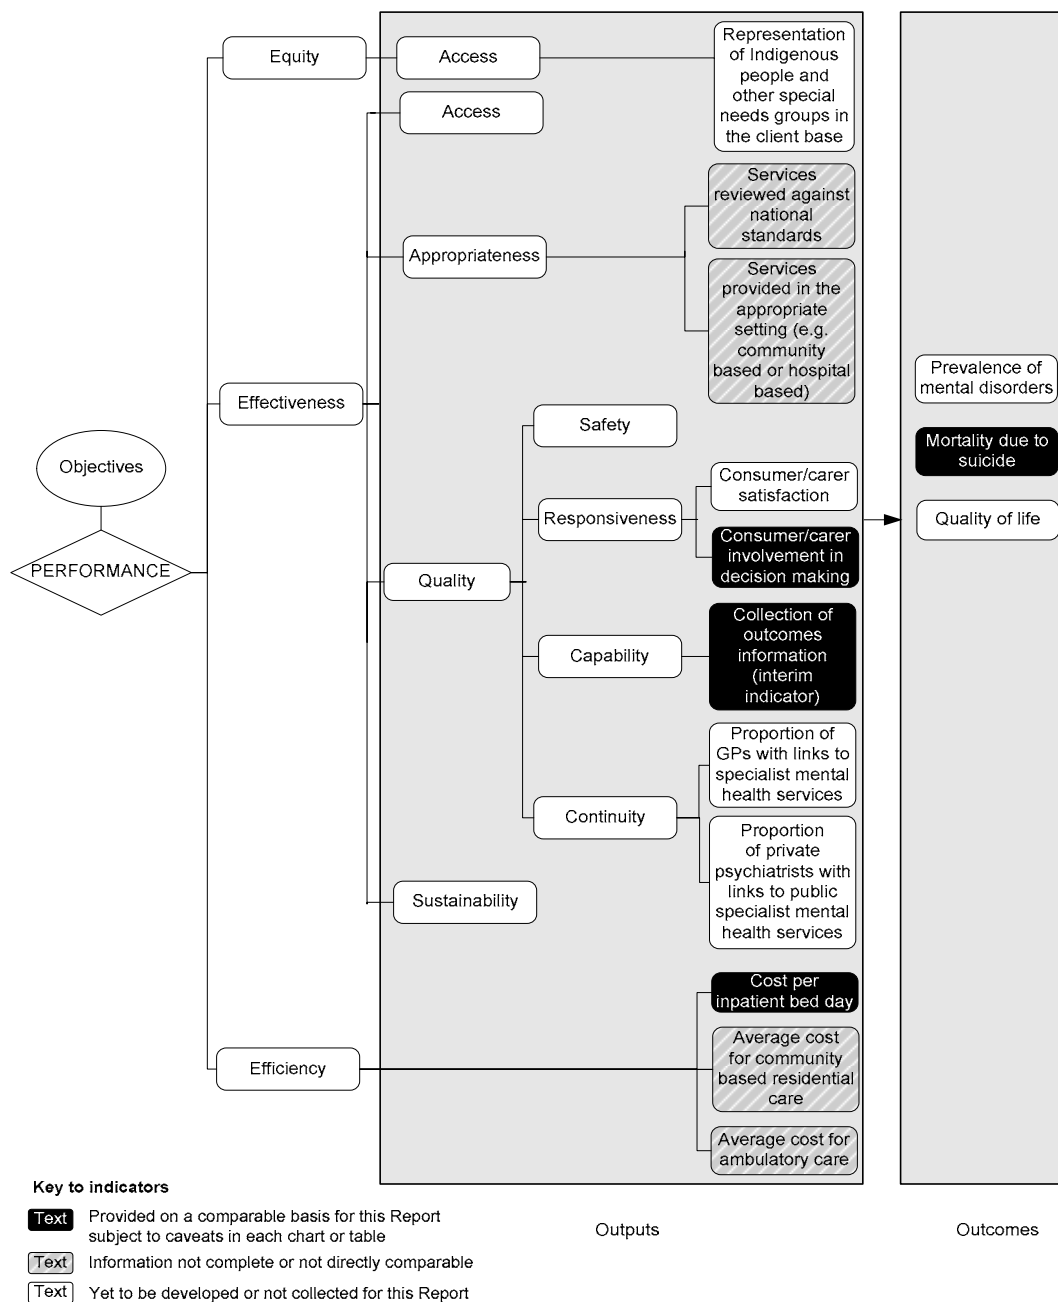 Equity
Access
Representation
of Indigenous
people and
other special
needs groups in
the client base
Access
Services
reviewed against
national
standards
Appropriateness
Services
provided in the
appropriate
setting (e.g.
community
based or hospital
based)
Prevalence of
mental disorders
Effectiveness
Safety
Mortality due to
suicide
Objectives
Consumer/carer
satisfaction
Responsiveness
Quality of life
Consumer/carer
involvement in
decision making
PERFORMANCE
Quality
Collection of
outcomes
information
(interim
indicator)
Capability
Proportion of
GPs with links to
specialist mental
health services
Continuity
Proportion
of private
psychiatrists with
links to public
specialist mental
health services
Sustainability
Cost per
inpatient bed day
Average cost
for community
based residential
care
Efficiency
Average cost for
ambulatory care
Key to indicators
Text Provided on a comparable basis for this Report
subject to caveats in each chart or table
Outputs
Outcomes
Text Information not complete or not directly comparable
Text Yet to be developed or not collected for this Report